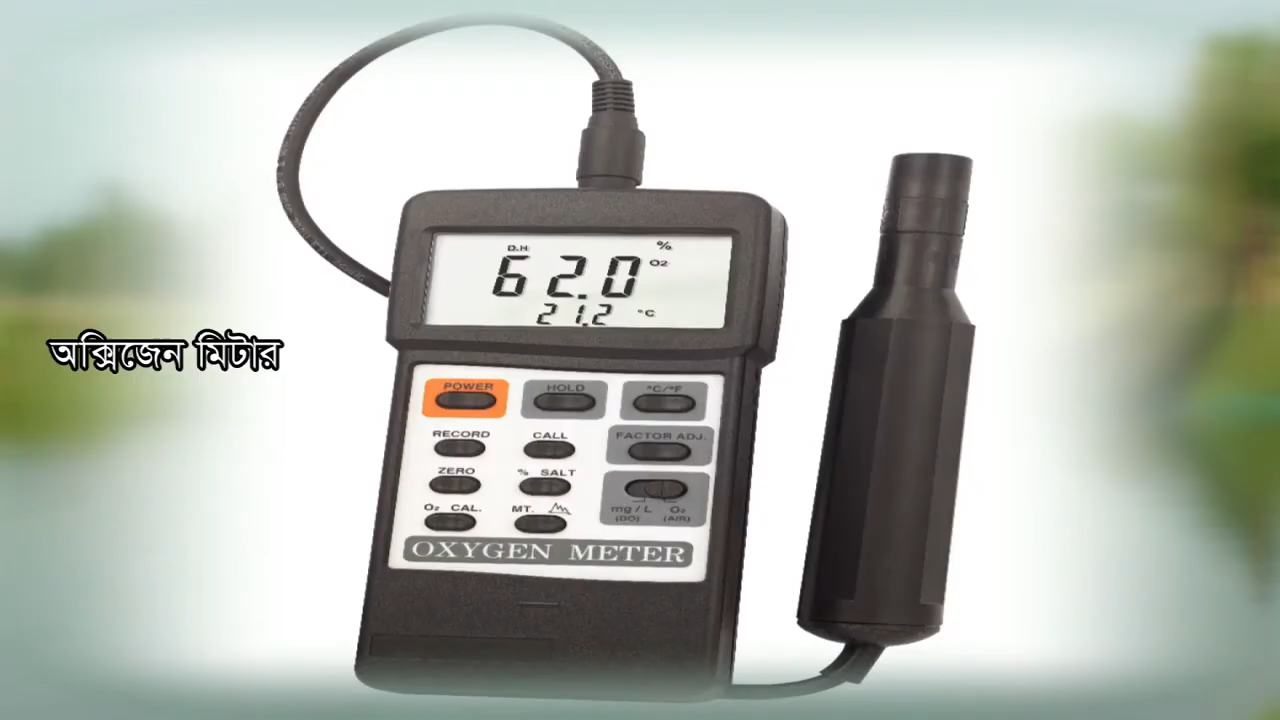 D.H %
62.0 O2
21.2 °C
অক্সিজেন মিটার
POWER HOLD °C/°F
RECORD CALL FACTOR ADJ.
ZERO % SALT
O₂ CAL. MT. mg / L O₂
(DO) (AIR)
OXYGEN METER